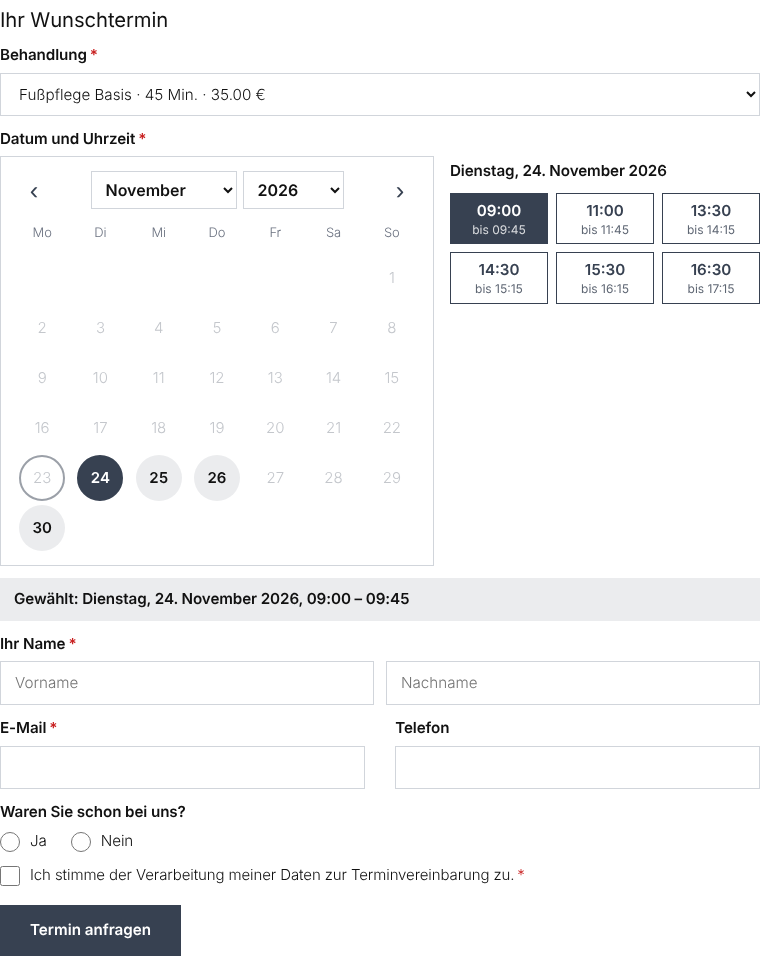 Ihr Wunschtermin
Behandlung *
Fußpflege Basis · 45 Min. · 35.00 €
Datum und Uhrzeit *
‹ November 2026 ›
Mo Di Mi Do Fr Sa So
1
2 3 4 5 6 7 8
9 10 11 12 13 14 15
16 17 18 19 20 21 22
23 24 25 26 27 28 29
30
Dienstag, 24. November 2026
09:00 11:00 13:30
bis 09:45 bis 11:45 bis 14:15
14:30 15:30 16:30
bis 15:15 bis 16:15 bis 17:15
Gewählt: Dienstag, 24. November 2026, 09:00 – 09:45
Ihr Name *
Vorname Nachname
E-Mail * Telefon
Waren Sie schon bei uns?
Ja Nein
Ich stimme der Verarbeitung meiner Daten zur Terminvereinbarung zu. *
Termin anfragen